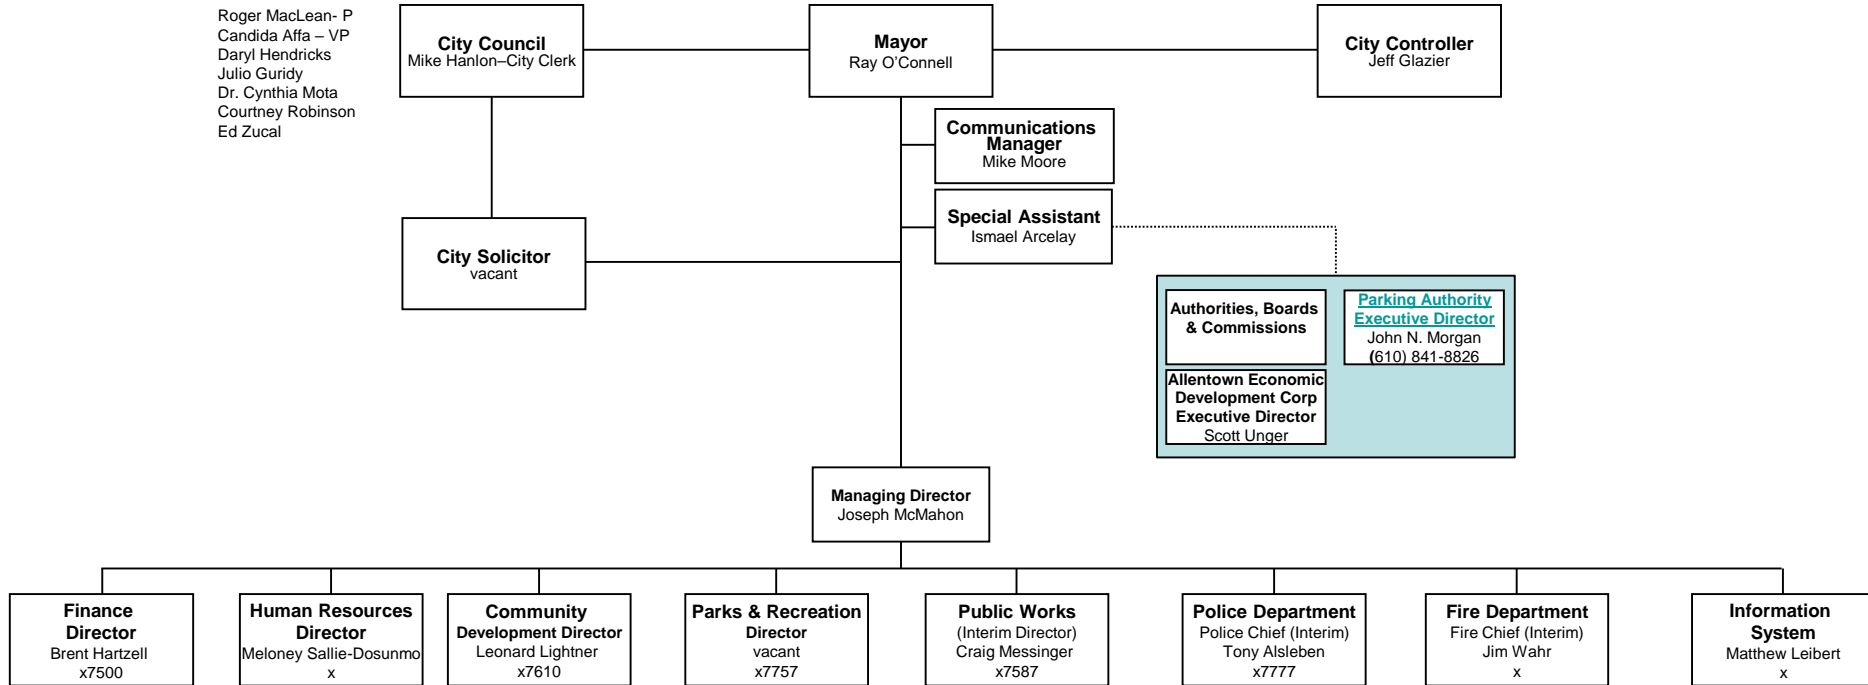 Roger MacLean- P
Candida Affa – VP
Daryl Hendricks
Julio Guridy
Dr. Cynthia Mota
Courtney Robinson
Ed Zucal
City Council
Mike Hanlon–City Clerk
Mayor
Ray O’Connell
City Controller
Jeff Glazier
Communications
Manager
Mike Moore
Special Assistant
Ismael Arcelay
City Solicitor
vacant
Authorities, Boards
& Commissions
Parking Authority
Executive Director
John N. Morgan
(610) 841-8826
Allentown Economic
Development Corp
Executive Director
Scott Unger
Managing Director
Joseph McMahon
Finance
Director
Brent Hartzell
x7500
Human Resources
Director
Meloney Sallie-Dosunmo
x
Community
Development Director
Leonard Lightner
x7610
Parks & Recreation
Director
vacant
x7757
Public Works
(Interim Director)
Craig Messinger
x7587
Police Department
Police Chief (Interim)
Tony Alsleben
x7777
Fire Department
Fire Chief (Interim)
Jim Wahr
x
Information
System
Matthew Leibert
x